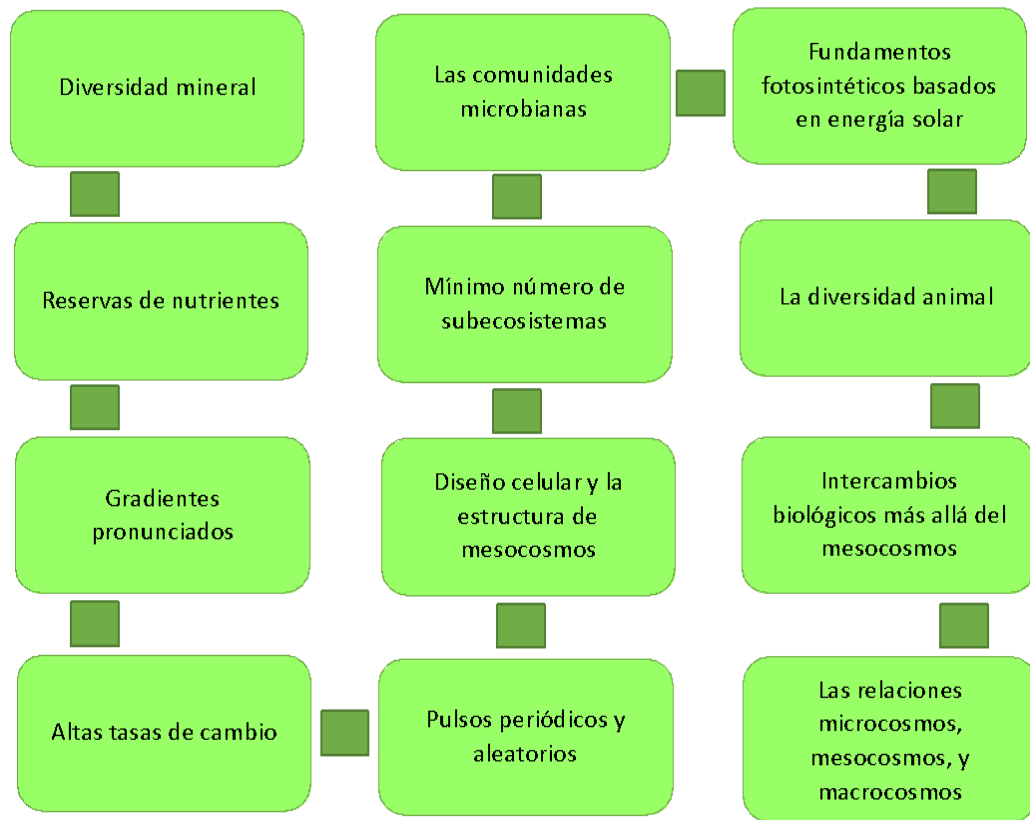 Diversidad mineral
Reservas de nutrientes
Gradientes
pronunciados
Altas tasas de cambio
Pulsos periódicos y
aleatorios
Diseño celular y la
estructura de
mesocosmos
Mínimo número de
subecosistemas
Las comunidades
microbianas
Fundamentos
fotosintéticos basados
en energía solar
La diversidad animal
Intercambios
biológicos más allá del
mesocosmos
Las relaciones
microcosmos,
mesocosmos, y
macrocosmos